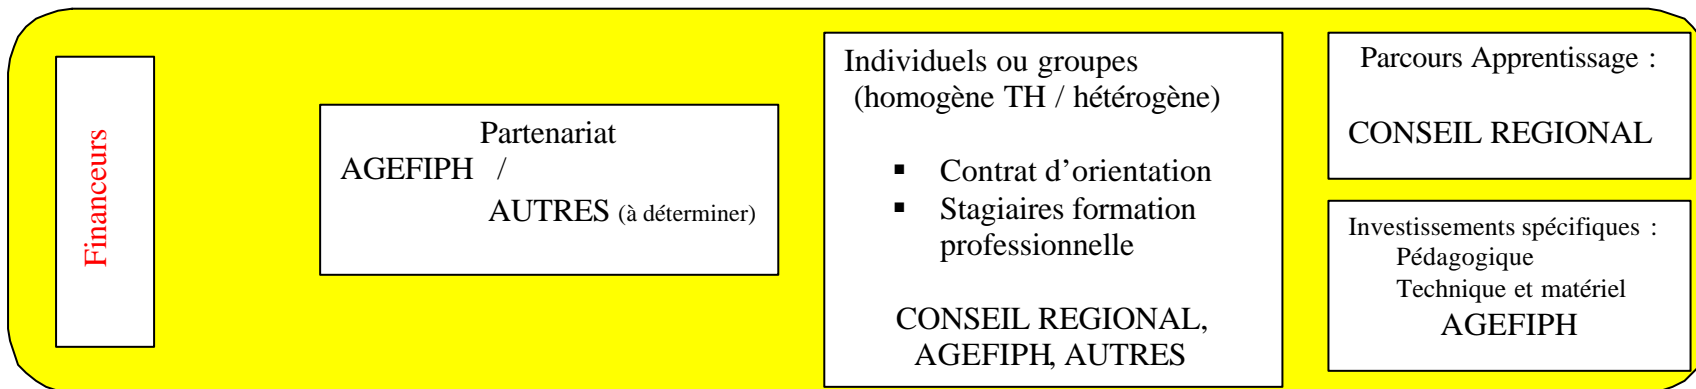 Financeurs
Partenariat
AGEFIPH /
AUTRES (à déterminer)
Individuels ou groupes
(homogène TH / hétérogène)
▪ Contrat d’orientation
▪ Stagiaires formation
professionnelle
CONSEIL REGIONAL,
AGEFIPH, AUTRES
Parcours Apprentissage :
CONSEIL REGIONAL
Investissements spécifiques :
Pédagogique
Technique et matériel
AGEFIPH